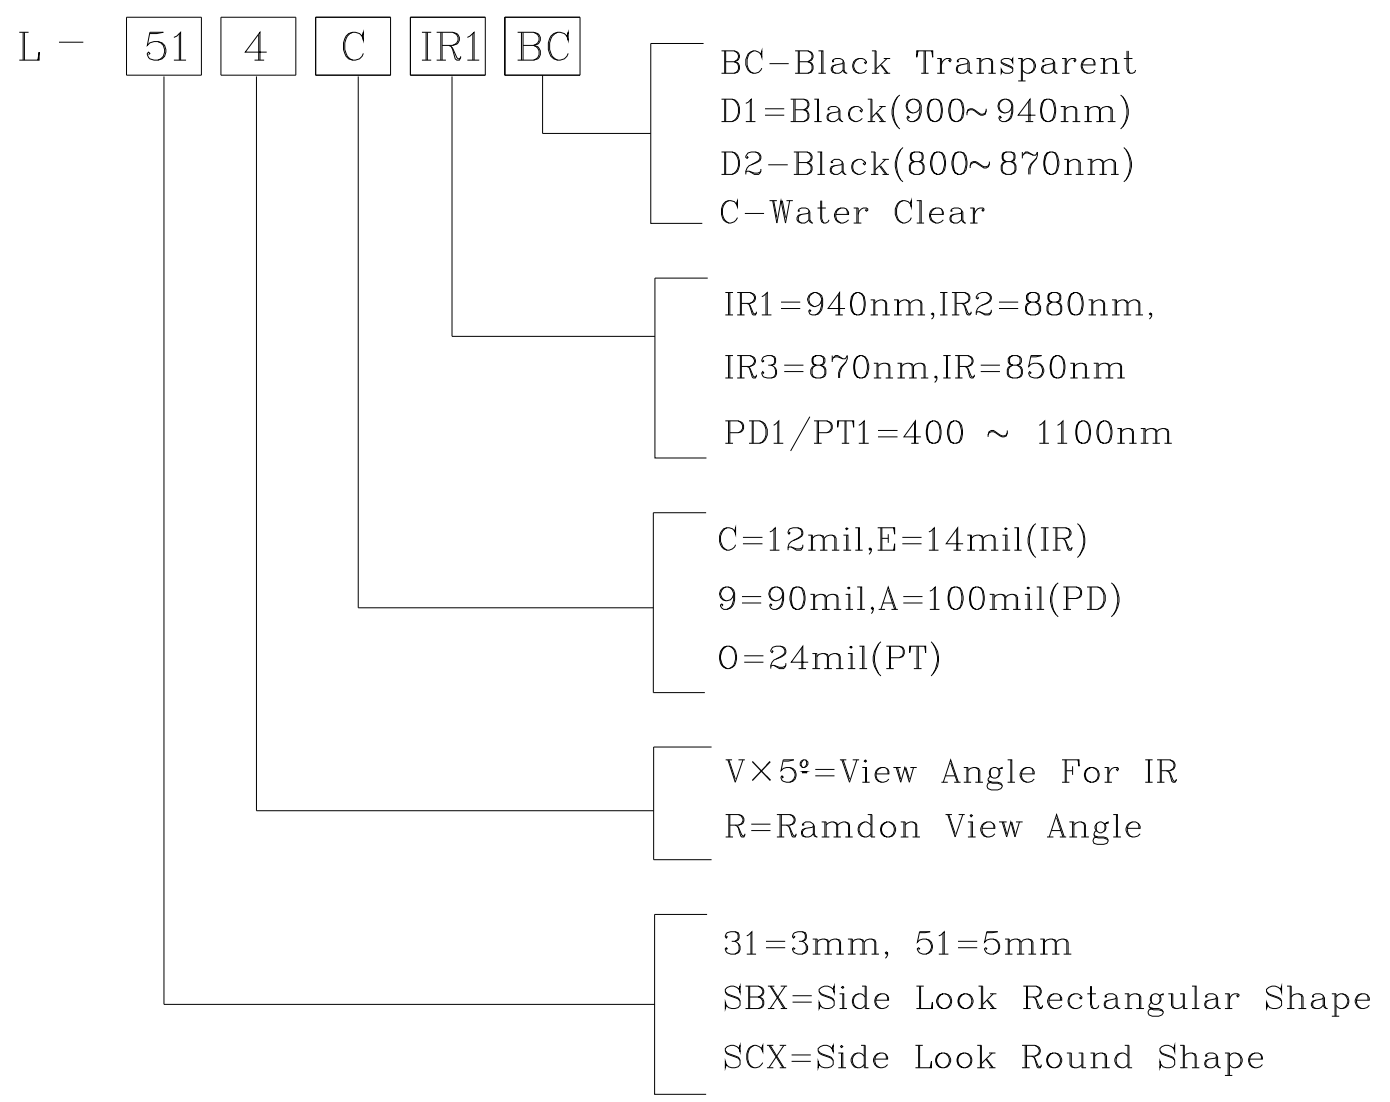 L- 51 4 C IR1 BC
BC-Black Transparent
D1=Black(900~940nm)
D2-Black(800~870nm)
C-Water Clear
IR1=940nm,IR2=880nm,
IR3=870nm,IR=850nm
PD1/PT1=400 ~ 1100nm
C=12mil,E=14mil(IR)
9=90mil,A=100mil(PD)
0=24mil(PT)
V×5º=View Angle For IR
R=Ramdon View Angle
31=3mm, 51=5mm
SBX=Side Look Rectangular Shape
SCX=Side Look Round Shape